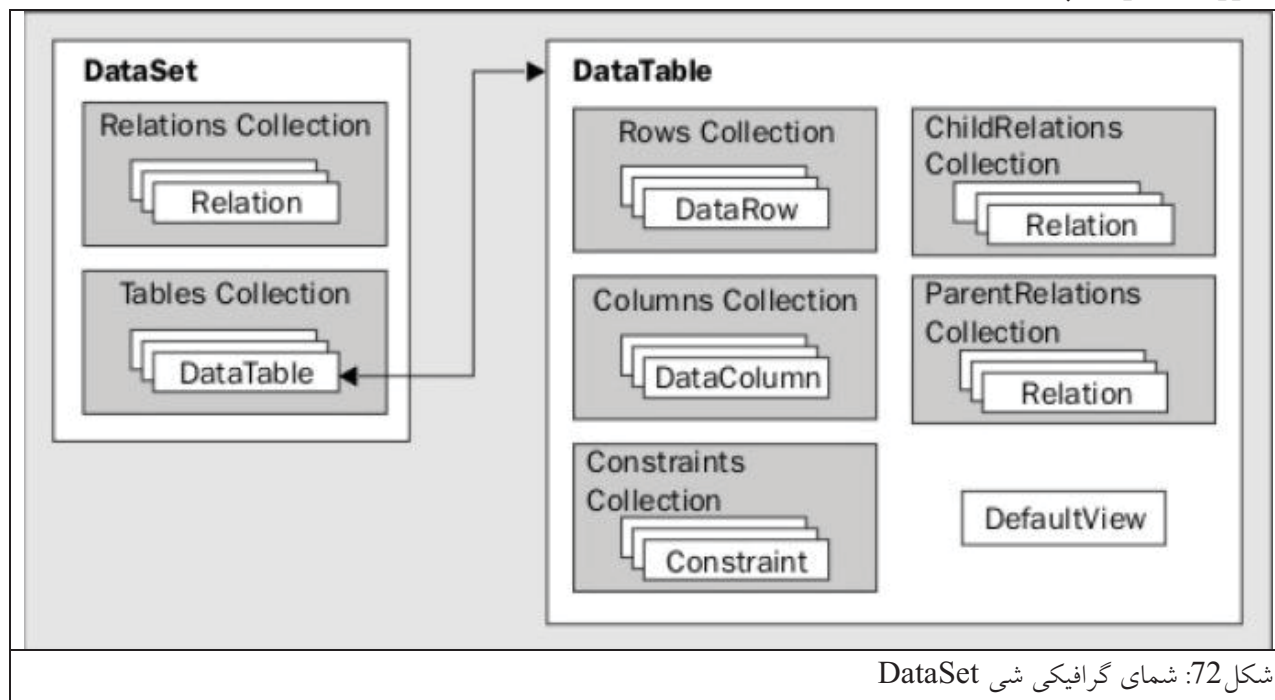 DataSet
Relations Collection
Relation
Tables Collection
DataTable
DataTable
Rows Collection
DataRow
Columns Collection
DataColumn
Constraints
Collection
Constraint
ChildRelations
Collection
Relation
ParentRelations
Collection
Relation
DefaultView
شکل72: شمای گرافیکی شی DataSet